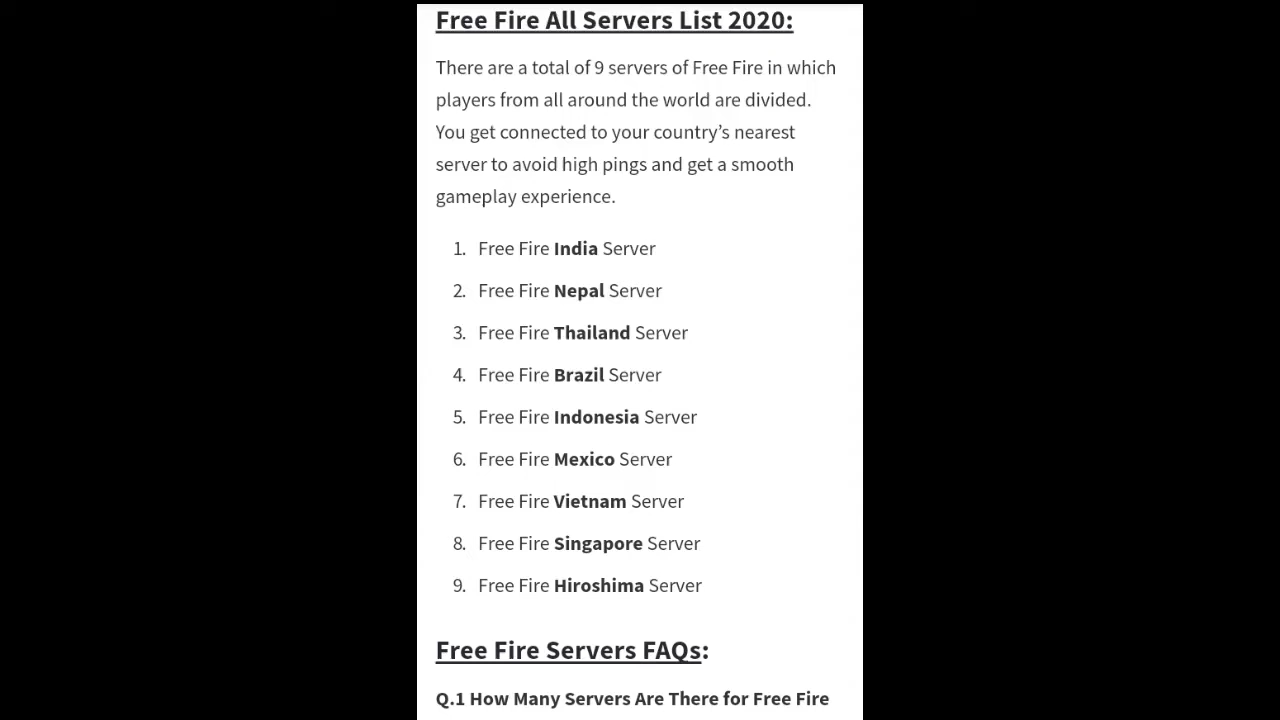 Free Fire All Servers List 2020:
There are a total of 9 servers of Free Fire in which
players from all around the world are divided.
You get connected to your country’s nearest
server to avoid high pings and get a smooth
gameplay experience.
1. Free Fire India Server
2. Free Fire Nepal Server
3. Free Fire Thailand Server
4. Free Fire Brazil Server
5. Free Fire Indonesia Server
6. Free Fire Mexico Server
7. Free Fire Vietnam Server
8. Free Fire Singapore Server
9. Free Fire Hiroshima Server
Free Fire Servers FAQs:
Q.1 How Many Servers Are There for Free Fire